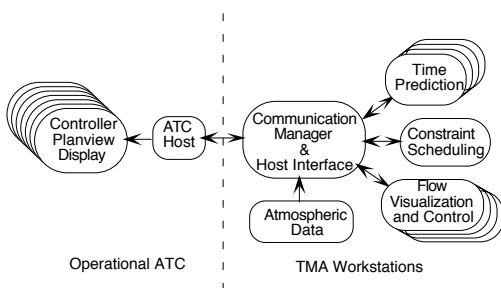 Time
Prediction
Controller
Planview
Display
ATC
Host
Communication
Manager
&
Host Interface
Constraint
Scheduling
Flow
Visualization
and Control
Atmospheric
Data
Operational ATC
TMA Workstations